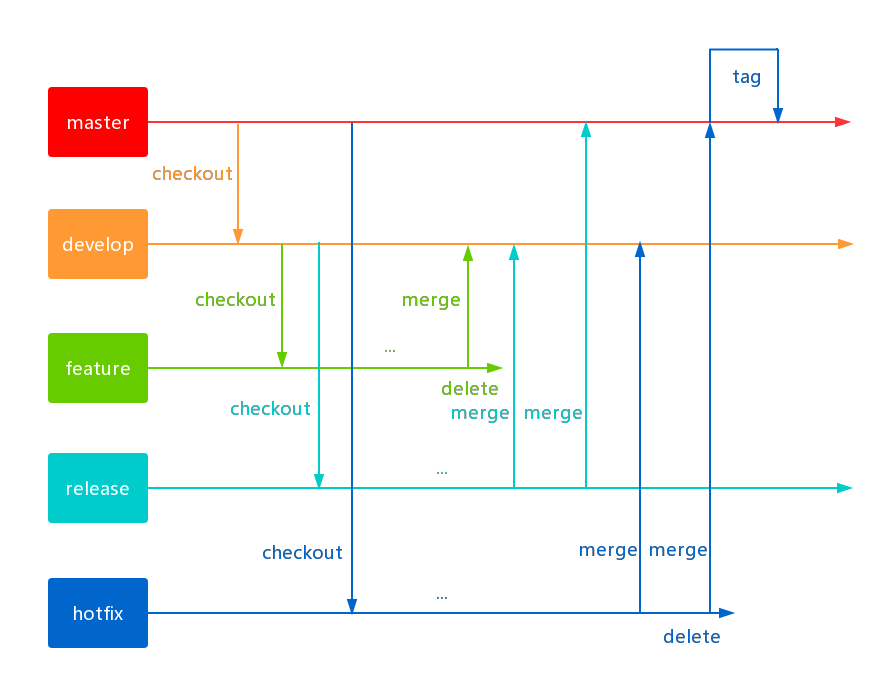 tag
master
checkout
develop
checkout
merge
...
feature
delete
checkout
merge
merge
...
release
checkout
merge
merge
...
hotfix
delete